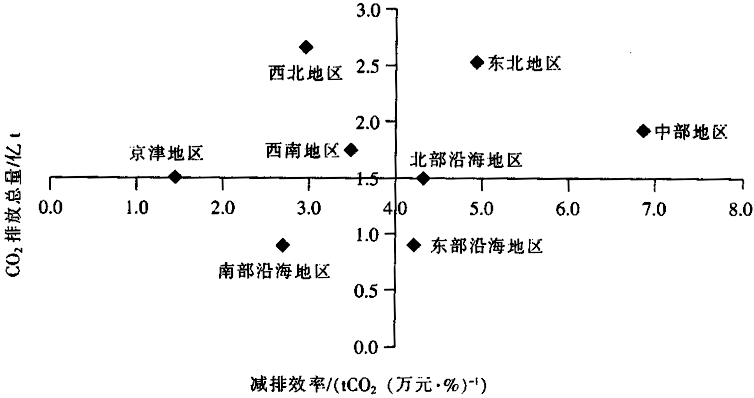 3.0
西北地区
2.5
东北地区
2.0
中部地区
京津地区
西南地区
北部沿海地区
1.5
0.0 1.0 2.0 3.0 4.0 5.0 6.0 7.0 8.0
CO₂排放总量/亿 t
1.0
东部沿海地区
南部沿海地区
0.5
0.0
减排效率/(tCO₂ (万元·%)⁻¹)